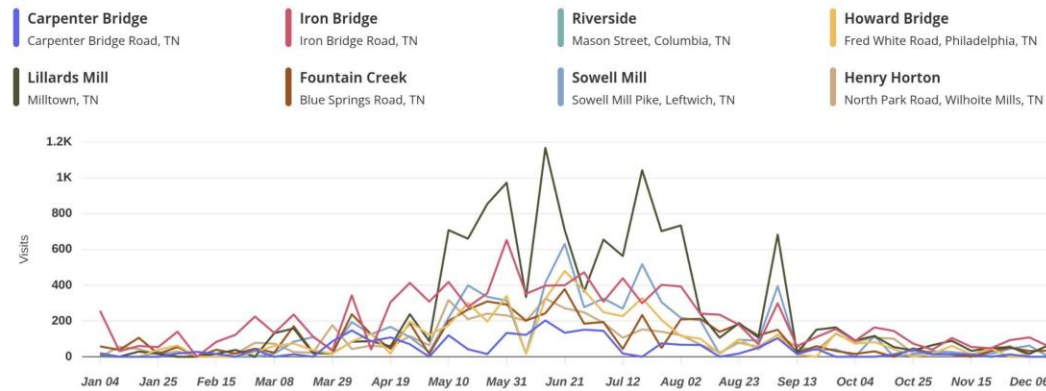 Carpenter Bridge
Carpenter Bridge Road, TN
Iron Bridge
Iron Bridge Road, TN
Riverside
Mason Street, Columbia, TN
Howard Bridge
Fred White Road, Philadelphia, TN
Lillards Mill
Milltown, TN
Fountain Creek
Blue Springs Road, TN
Sowell Mill
Sowell Mill Pike, Leftwich, TN
Henry Horton
North Park Road, Wilhoite Mills, TN
1.2K
1K
800
600
400
200
0
Visits
Jan 04 Jan 25 Feb 15 Mar 08 Mar 29 Apr 19 May 10 May 31 Jun 21 Jul 12 Aug 02 Aug 23 Sep 13 Oct 04 Oct 25 Nov 15 Dec